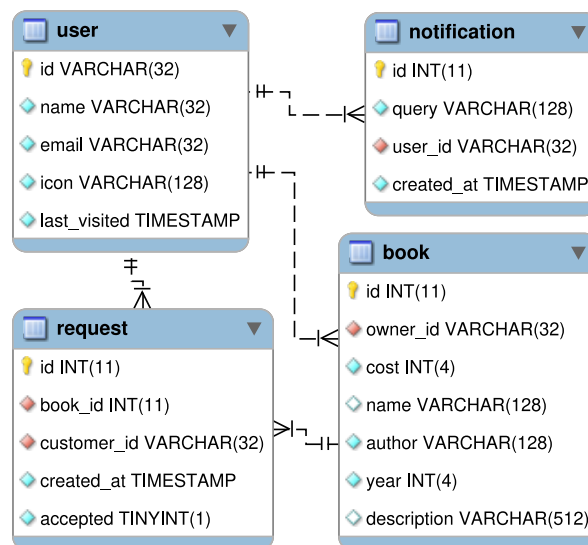 user
id VARCHAR(32)
name VARCHAR(32)
email VARCHAR(32)
icon VARCHAR(128)
last_visited TIMESTAMP
notification
id INT(11)
query VARCHAR(128)
user_id VARCHAR(32)
created_at TIMESTAMP
request
id INT(11)
book_id INT(11)
customer_id VARCHAR(32)
created_at TIMESTAMP
accepted TINYINT(1)
book
id INT(11)
owner_id VARCHAR(32)
cost INT(4)
name VARCHAR(128)
author VARCHAR(128)
year INT(4)
description VARCHAR(512)